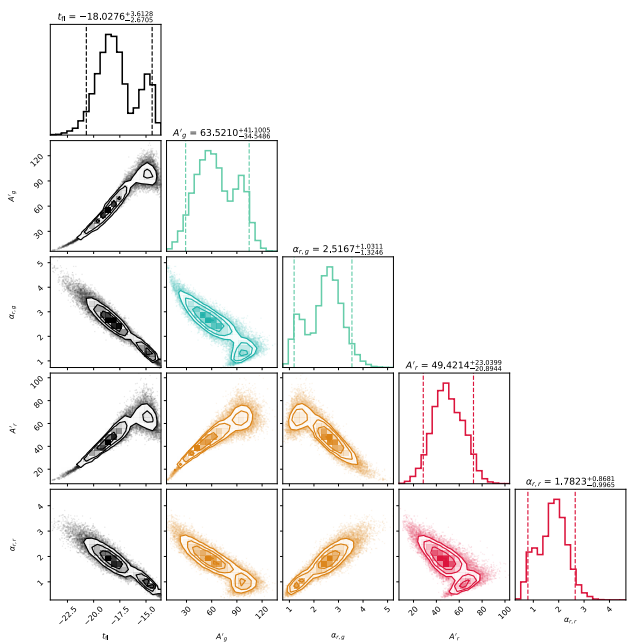 t_fl = −18.0276^{+3.6128}_{−2.6705}
A′_g = 63.5210^{+41.1005}_{−34.5486}
A′_g
120
90
60
30
α_{r,g} = 2.5167^{+1.0311}_{−1.3246}
α_{r,g}
5
4
3
2
1
A′_r = 49.4214^{+23.0399}_{−20.8944}
A′_r
100
80
60
40
20
α_{r,r} = 1.7823^{+0.8681}_{−0.9965}
α_{r,r}
4
3
2
1
−22.5 −20.0 −17.5 −15.0 30 60 90 120 1 2 3 4 5 20 40 60 80 100 1 2 3 4
t_fl A′_g α_{r,g} A′_r α_{r,r}